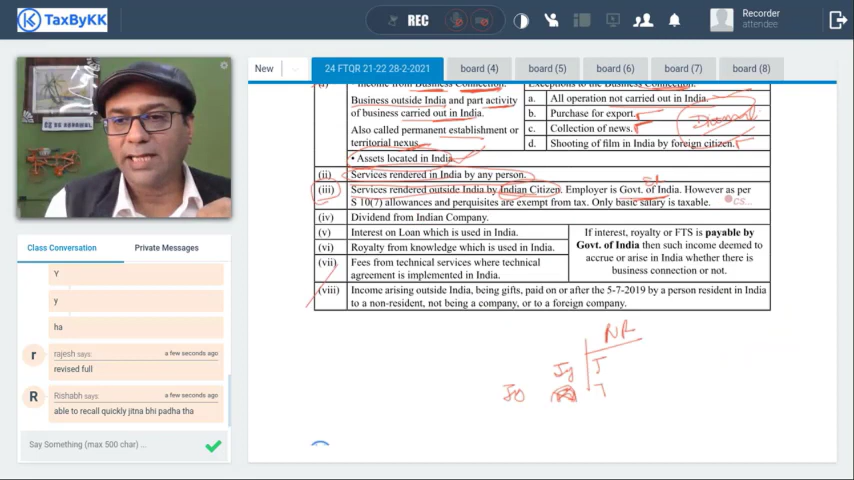 TaxByKK
REC
Recorder
attendee
New
24 FTQR 21-22 28-2-2021
board (4)
board (5)
board (6)
board (7)
board (8)
Income from Business Connection.
Exceptions to the Business Connection.
Business outside India and part activity
of business carried out in India.
Also called permanent establishment or
territorial nexus.
• Assets located in India
a. All operation not carried out in India.
b. Purchase for export.
c. Collection of news.
d. Shooting of film in India by foreign citizen.
(ii) Services rendered in India by any person.
(iii) Services rendered outside India by Indian Citizen. Employer is Govt. of India. However as per
S 10(7) allowances and perquisites are exempt from tax. Only basic salary is taxable.
CS...
(iv) Dividend from Indian Company.
(v) Interest on Loan which is used in India.
(vi) Royalty from knowledge which is used in India.
(vii) Fees from technical services where technical
agreement is implemented in India.
If interest, royalty or FTS is payable by
Govt. of India then such income deemed to
accrue or arise in India whether there is
business connection or not.
(viii) Income arising outside India, being gifts, paid on or after the 5-7-2019 by a person resident in India
to a non-resident, not being a company, or to a foreign company.
NR
Class Conversation
Private Messages
Y
y
ha
r
rajesh says:
a few seconds ago
revised full
R
Rishabh says:
a few seconds ago
able to recall quickly jitna bhi padha tha
Say Something (max 500 char) ...